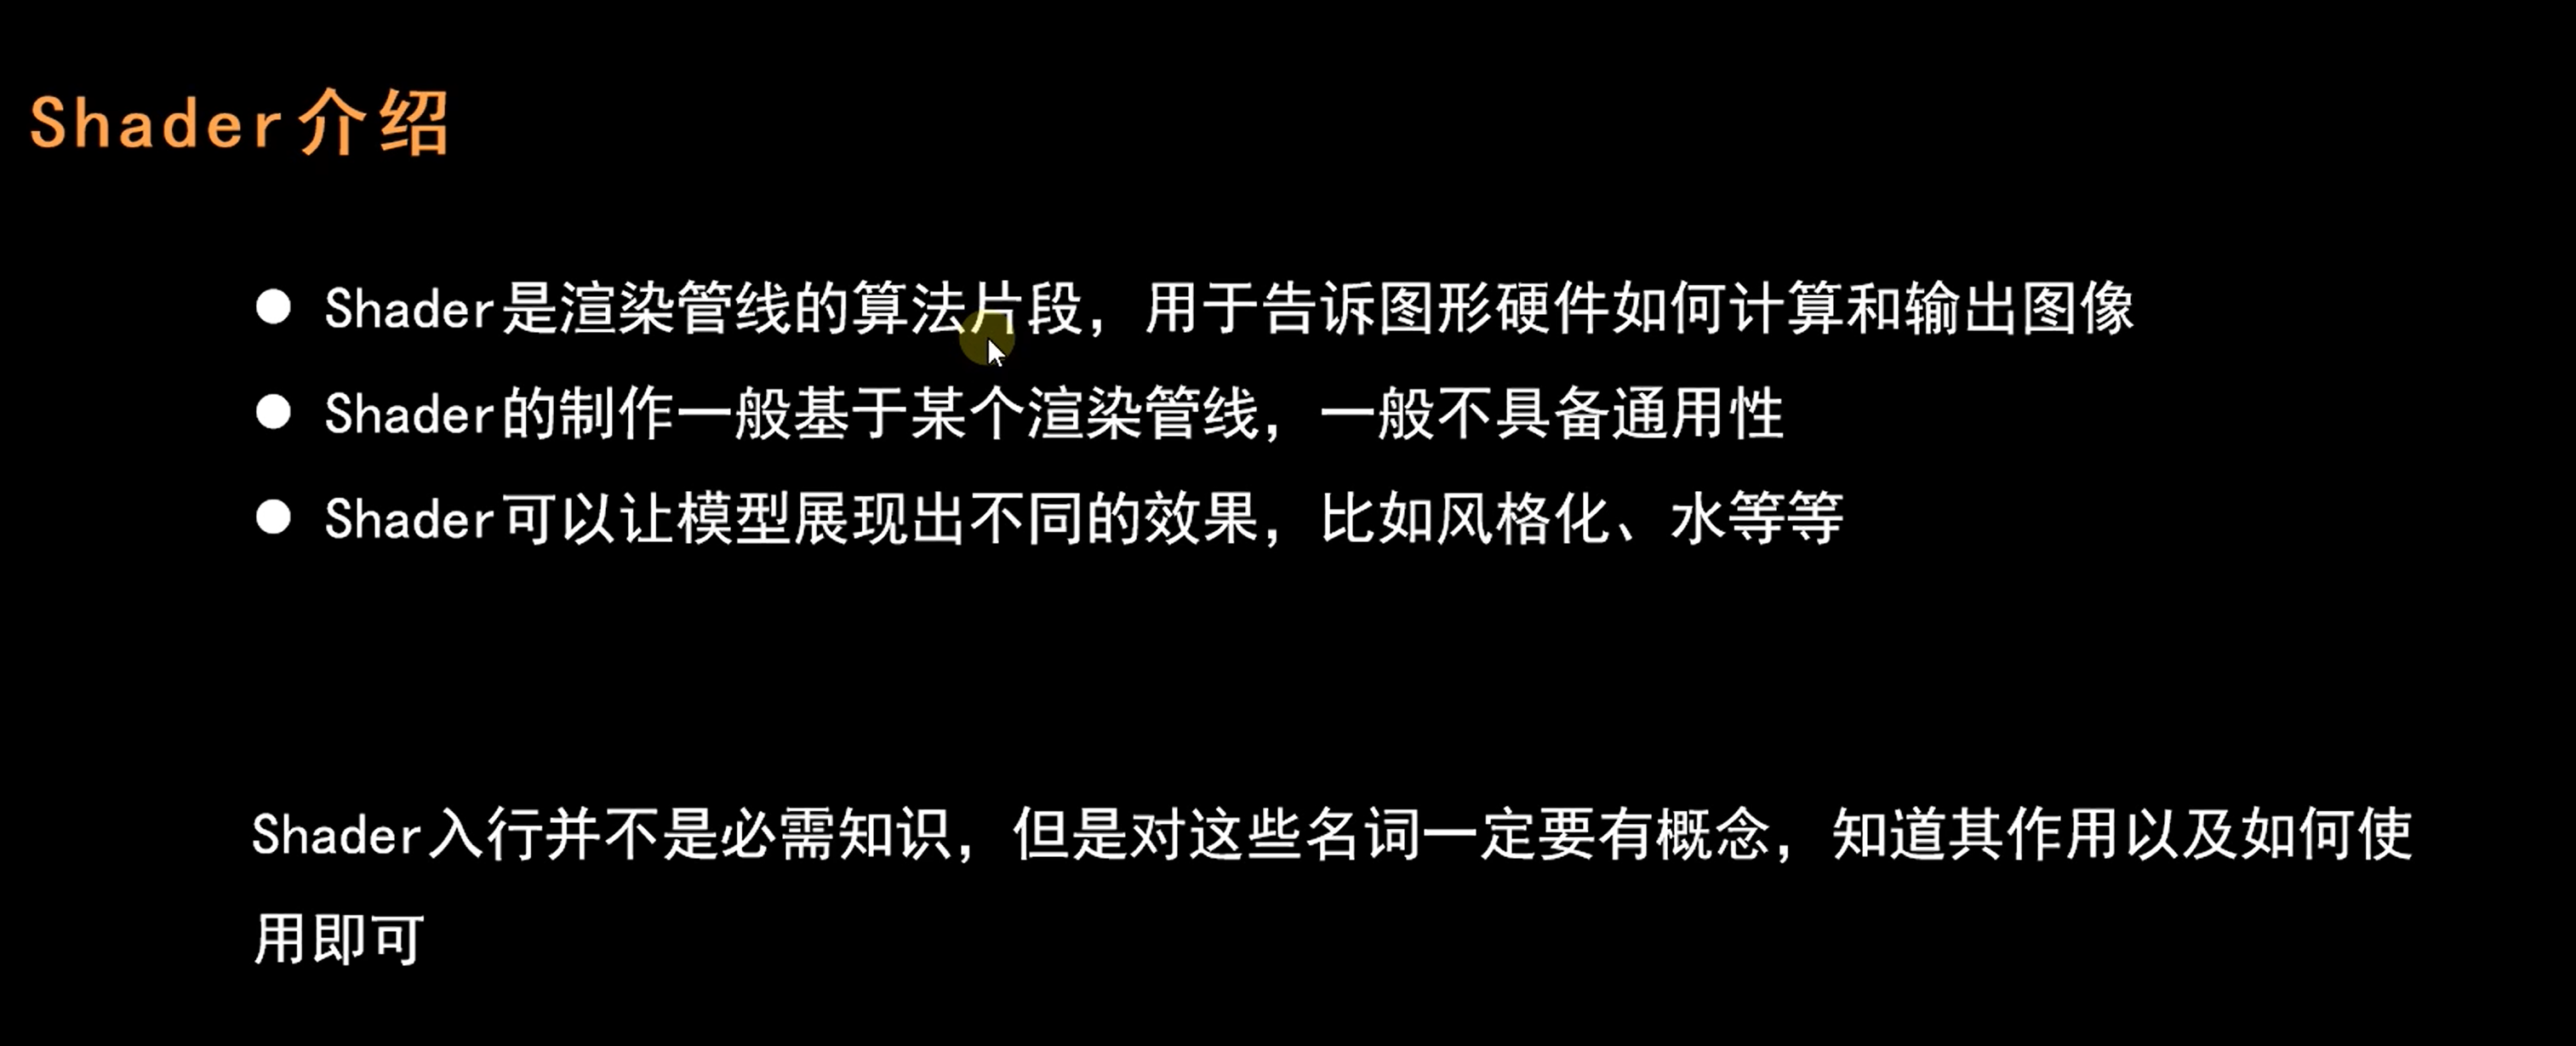 Shader介绍
Shader是渲染管线的算法片段，用于告诉图形硬件如何计算和输出图像
Shader的制作一般基于某个渲染管线，一般不具备通用性
Shader可以让模型展现出不同的效果，比如风格化、水等等
Shader入行并不是必需知识，但是对这些名词一定要有概念，知道其作用以及如何使
用即可